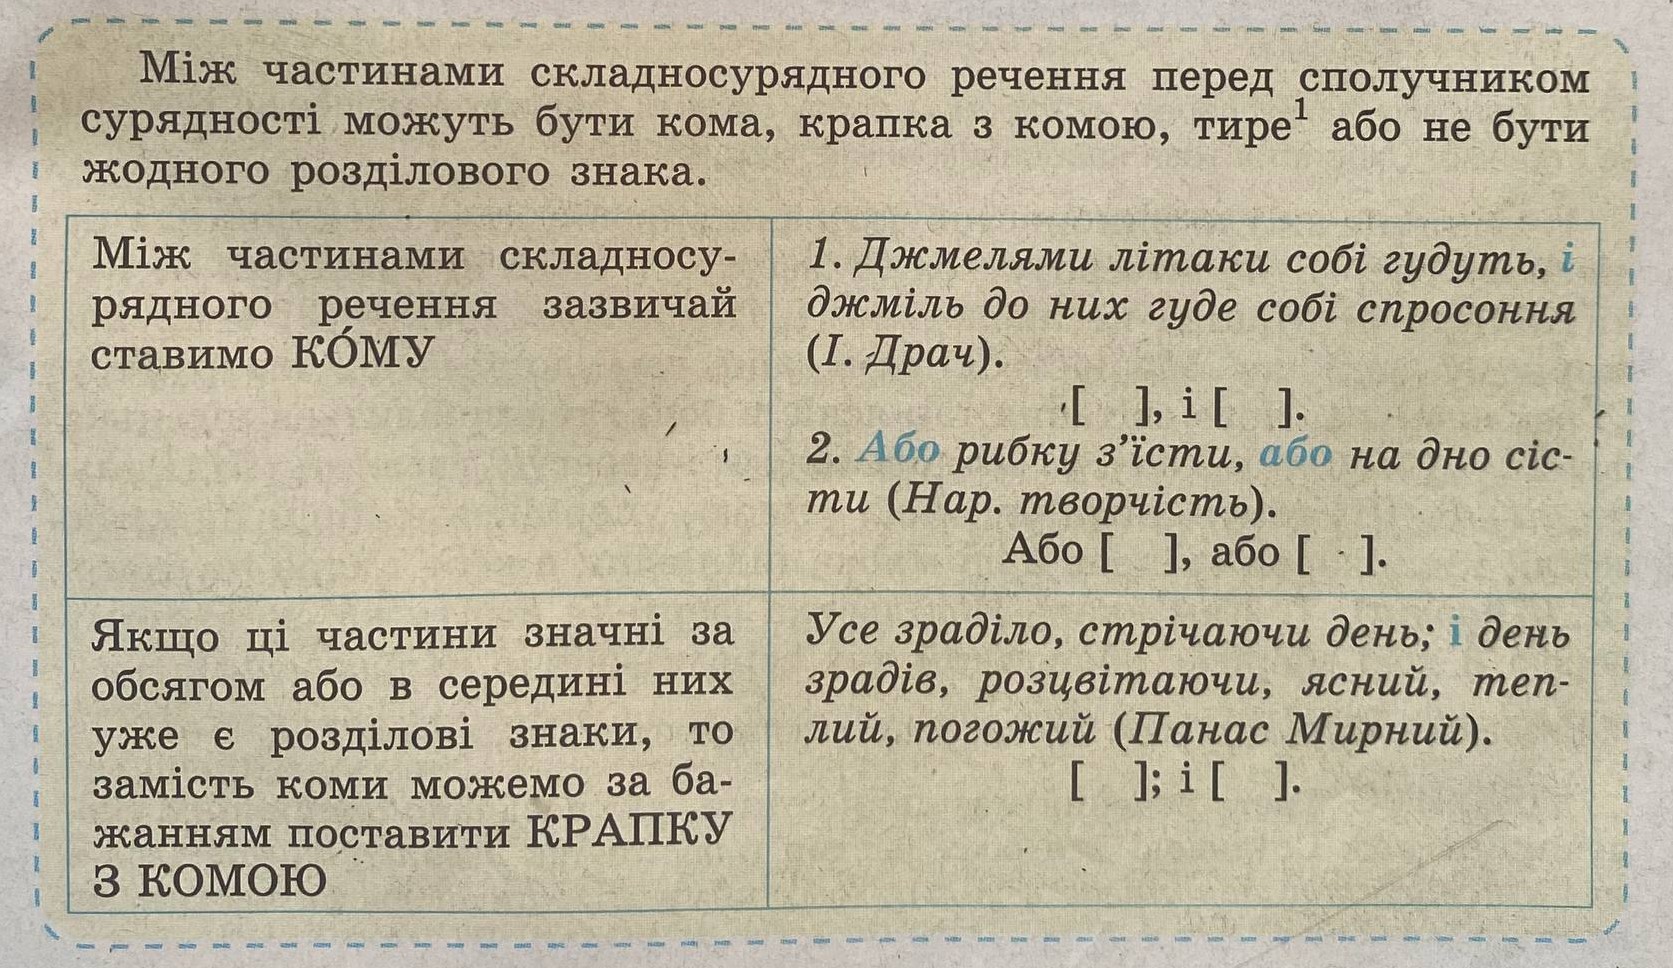 Між частинами складносурядного речення перед сполучником
сурядності можуть бути кома, крапка з комою, тире¹ або не бути
жодного розділового знака.
Між частинами складносу-
рядного речення зазвичай
ставимо КО́МУ
1. Джмелями літаки собі гудуть, і
джміль до них гуде собі спросоння
(І. Драч).
[ ], і [ ].
2. Або рибку з’їсти, або на дно сіс-
ти (Нар. творчість).
Або [ ], або [ ].
Якщо ці частини значні за
обсягом або в середині них
уже є розділові знаки, то
замість коми можемо за ба-
жанням поставити КРАПКУ
З КОМОЮ
Усе зраділо, стрічаючи день; і день
зрадів, розцвітаючи, ясний, теп-
лий, погожий (Панас Мирний).
[ ]; і [ ].